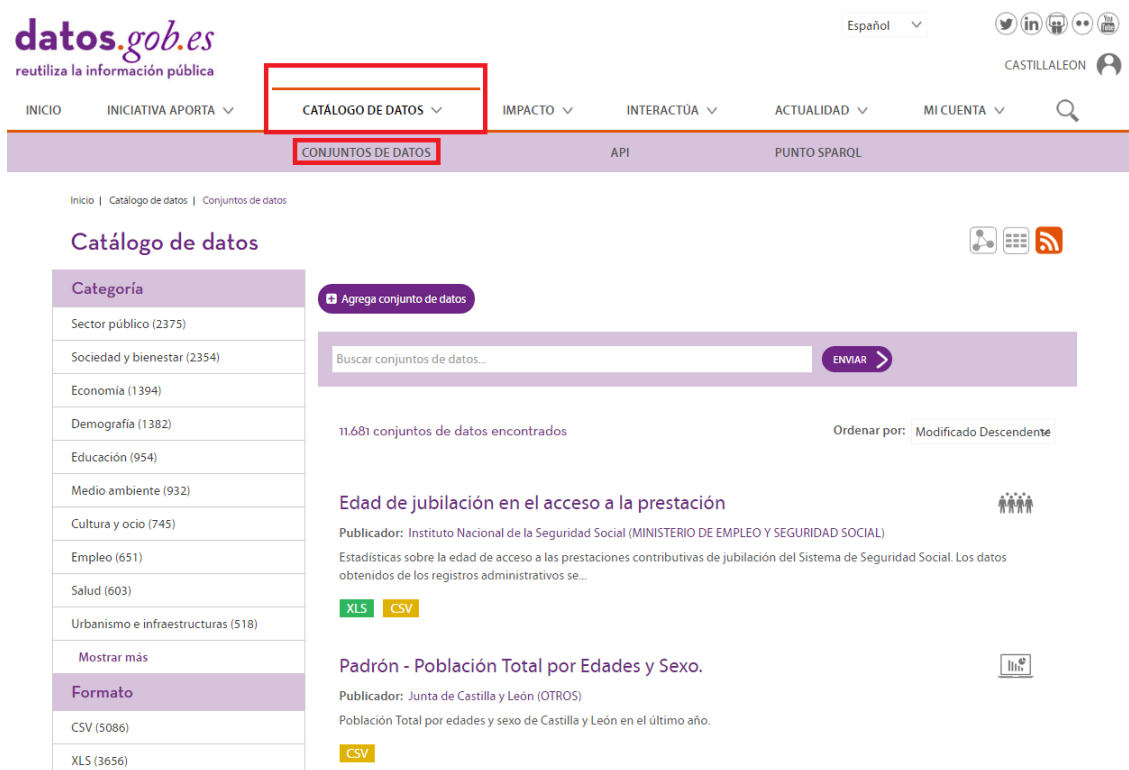 datos.gob.es
reutiliza la información pública
Español
You Tube
CASTILLALEON
INICIO INICIATIVA APORTA CATÁLOGO DE DATOS IMPACTO INTERACTÚA ACTUALIDAD MI CUENTA
CONJUNTOS DE DATOS API PUNTO SPARQL
Inicio | Catálogo de datos | Conjuntos de datos
Catálogo de datos
Categoría
Sector público (2375)
Sociedad y bienestar (2354)
Economía (1394)
Demografía (1382)
Educación (954)
Medio ambiente (932)
Cultura y ocio (745)
Empleo (651)
Salud (603)
Urbanismo e infraestructuras (518)
Mostrar más
Formato
CSV (5086)
XLS (3656)
Agrega conjunto de datos
Buscar conjuntos de datos...
ENVIAR
11.681 conjuntos de datos encontrados
Ordenar por: Modificado Descendente
Edad de jubilación en el acceso a la prestación
Publicador: Instituto Nacional de la Seguridad Social (MINISTERIO DE EMPLEO Y SEGURIDAD SOCIAL)
Estadísticas sobre la edad de acceso a las prestaciones contributivas de jubilación del Sistema de Seguridad Social. Los datos
obtenidos de los registros administrativos se...
XLS CSV
Padrón - Población Total por Edades y Sexo.
Publicador: Junta de Castilla y León (OTROS)
Población Total por edades y sexo de Castilla y León en el último año.
CSV